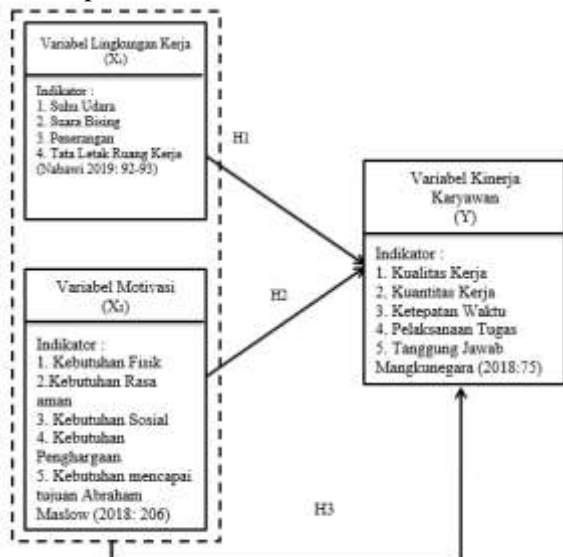 Variabel Lingkungan Kerja
(X₁)
Indikator :
1. Suhu Udara
2. Suara Bising
3. Penerangan
4. Tata Letak Ruang Kerja
(Nabawi 2019: 92-93)
H1
Variabel Motivasi
(X₂)
Indikator :
1. Kebutuhan Fisik
2.Kebutuhan Rasa
aman
3. Kebutuhan Sosial
4. Kebutuhan
Penghargaan
5. Kebutuhan mencapai
tujuan Abraham
Maslow (2018: 206)
H2
Variabel Kinerja
Karyawan
(Y)
Indikator :
1. Kualitas Kerja
2. Kuantitas Kerja
3. Ketepatan Waktu
4. Pelaksanaan Tugas
5. Tanggung Jawab
Mangkunegara (2018:75)
H3